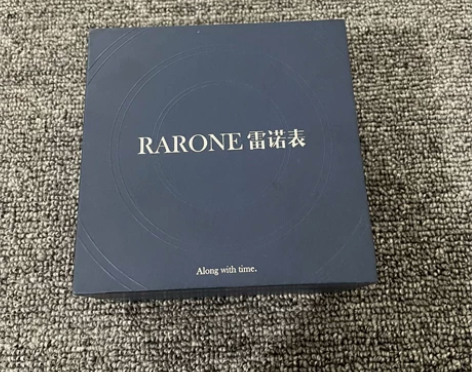 RARONE 雷诺表
Along with time.